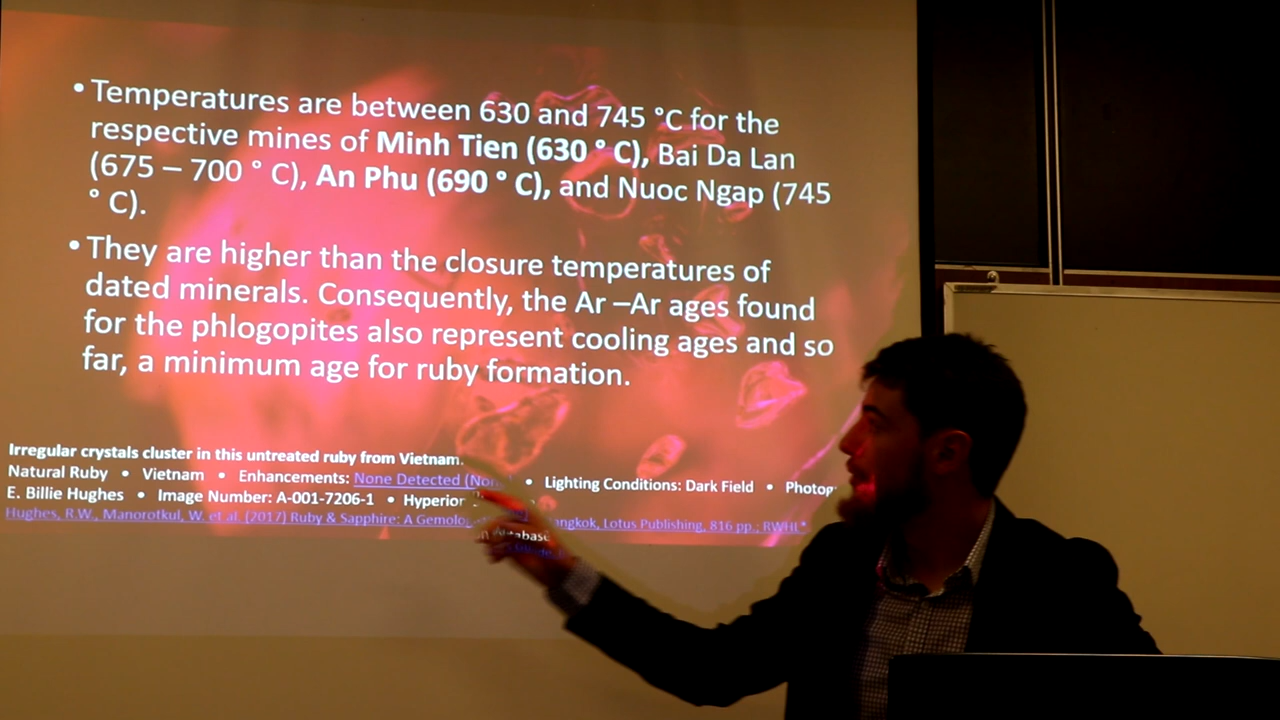 • Temperatures are between 630 and 745 °C for the
respective mines of Minh Tien (630 ° C), Bai Da Lan
(675 – 700 ° C), An Phu (690 ° C), and Nuoc Ngap (745
° C).
• They are higher than the closure temperatures of
dated minerals. Consequently, the Ar –Ar ages found
for the phlogopites also represent cooling ages and so
far, a minimum age for ruby formation.
Irregular crystals cluster in this untreated ruby from Vietnam.
Natural Ruby • Vietnam • Enhancements: None Detected • Lighting Conditions: Dark Field •
E. Billie Hughes • Image Number: A-001-7206-1 •
Hughes, R.W., Manorotkul, W. et al. (2017) Ruby & Sapphire: A Lotus Publishing, 816 pp.; RWHL*